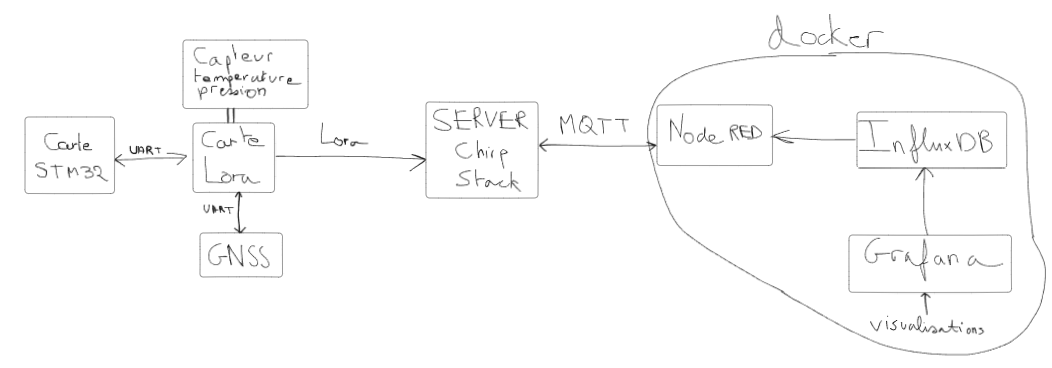 docker
Capteur
temperature
pression
Carte
STM32
UART
Carte
Lora
Lora
SERVER
Chirp
Stack
MQTT
Node RED
InfluxDB
UART
GNSS
Grafana
visualisations